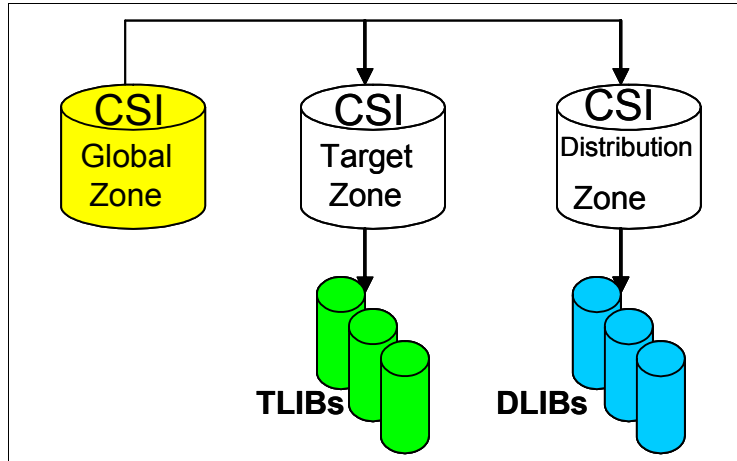 CSI
Global
Zone
CSI
Target
Zone
CSI
Distribution
Zone
TLIBs
DLIBs